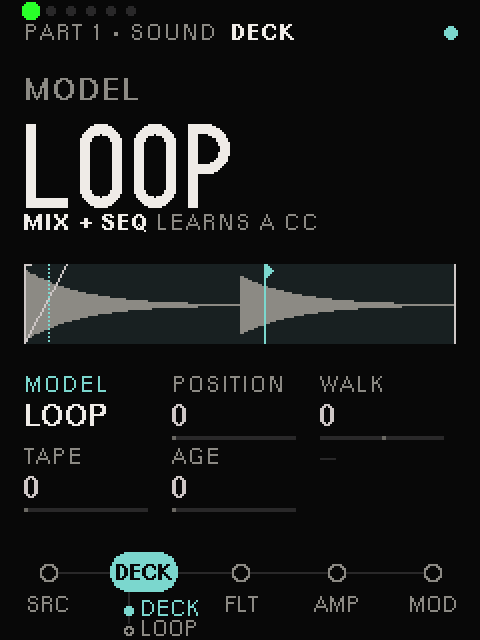 PART 1 · SOUND DECK
MODEL
LOOP
MIX + SEQ LEARNS A CC
MODEL POSITION WALK
LOOP 0 0
TAPE AGE —
0 0
DECK
SRC FLT AMP MOD
DECK
LOOP